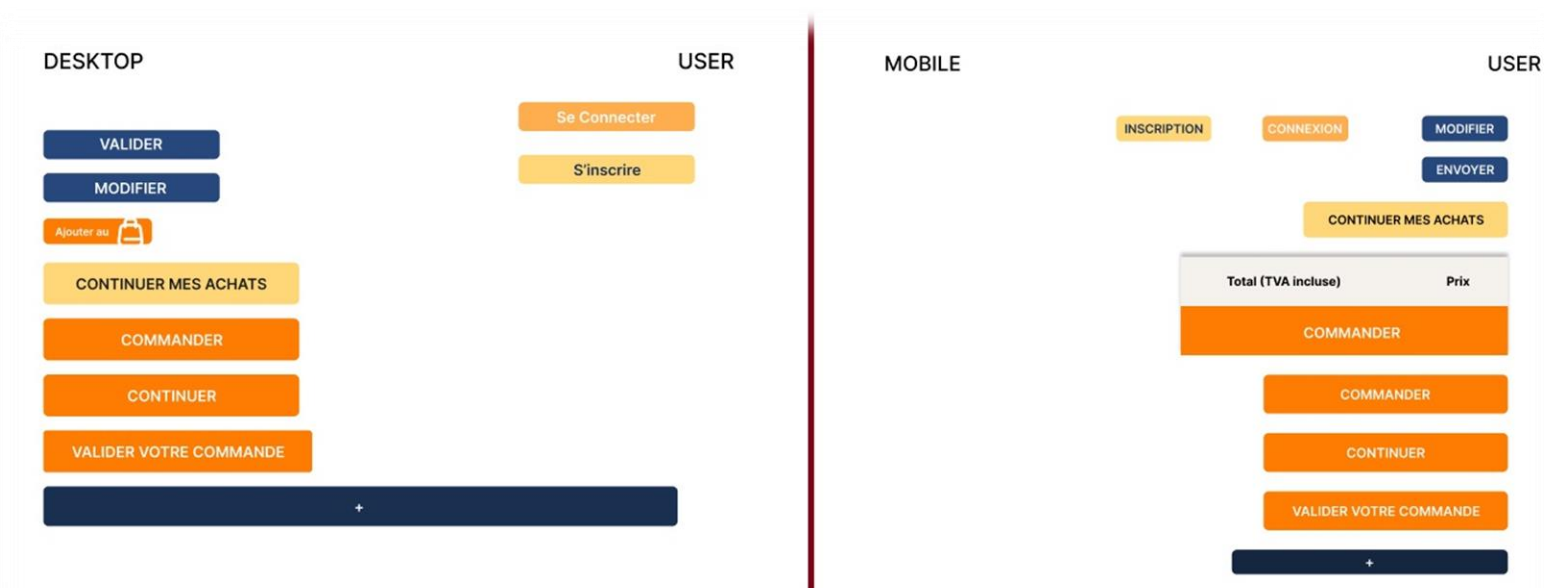 DESKTOP USER
Se Connecter
VALIDER
S'inscrire
MODIFIER
Ajouter au
CONTINUER MES ACHATS
COMMANDER
CONTINUER
VALIDER VOTRE COMMANDE
+
MOBILE USER
INSCRIPTION CONNEXION MODIFIER
ENVOYER
CONTINUER MES ACHATS
Total (TVA incluse) Prix
COMMANDER
COMMANDER
CONTINUER
VALIDER VOTRE COMMANDE
+